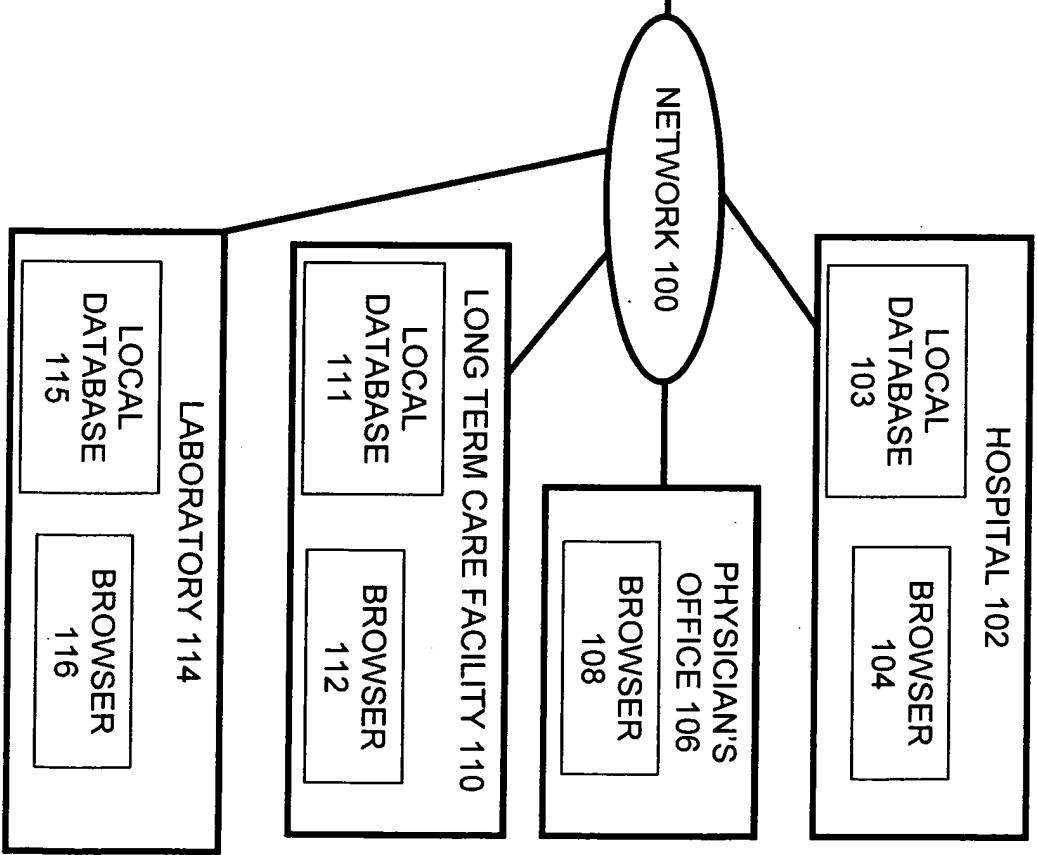 NETWORK 100
HOSPITAL 102
LOCAL
DATABASE
103
BROWSER
104
PHYSICIAN'S
OFFICE 106
BROWSER
108
LONG TERM CARE FACILITY 110
LOCAL
DATABASE
111
BROWSER
112
LABORATORY 114
LOCAL
DATABASE
115
BROWSER
116